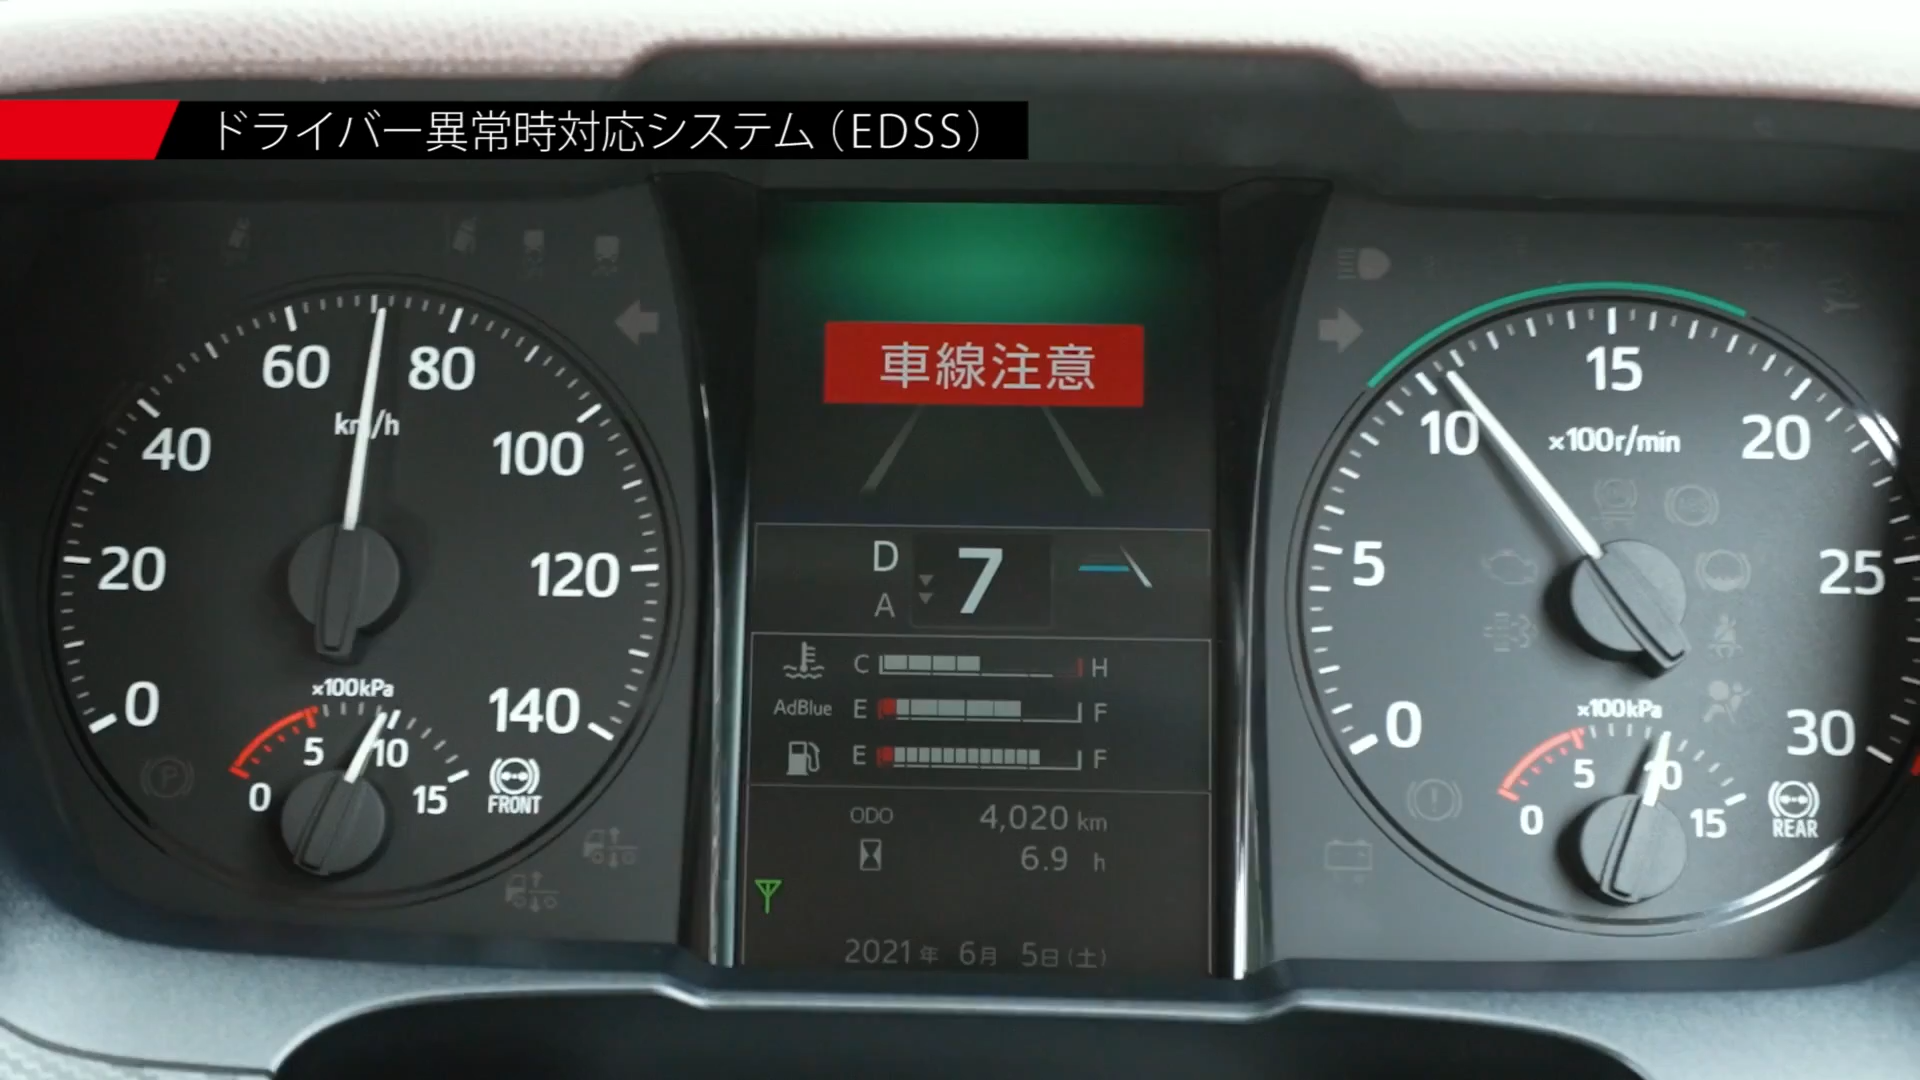 ドライバー異常時対応システム（EDSS）
車線注意
0
20
40
60
80
100
120
140
km/h
×100kPa
0
5
10
15
FRONT
P
D
A
7
C
H
AdBlue
E
F
E
F
ODO
4,020 km
6.9 h
2021年 6月 5日(土)
0
5
10
15
20
25
30
×100r/min
×100kPa
0
5
10
15
REAR